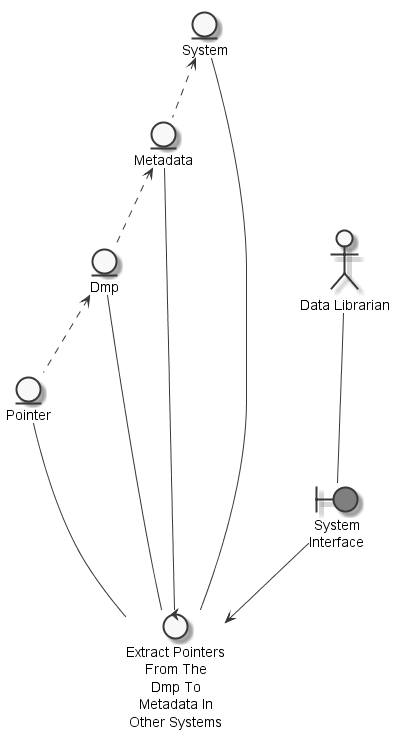 System
Metadata
Dmp
Data Librarian
Pointer
System
Interface
Extract Pointers
From The
Dmp To
Metadata In
Other Systems